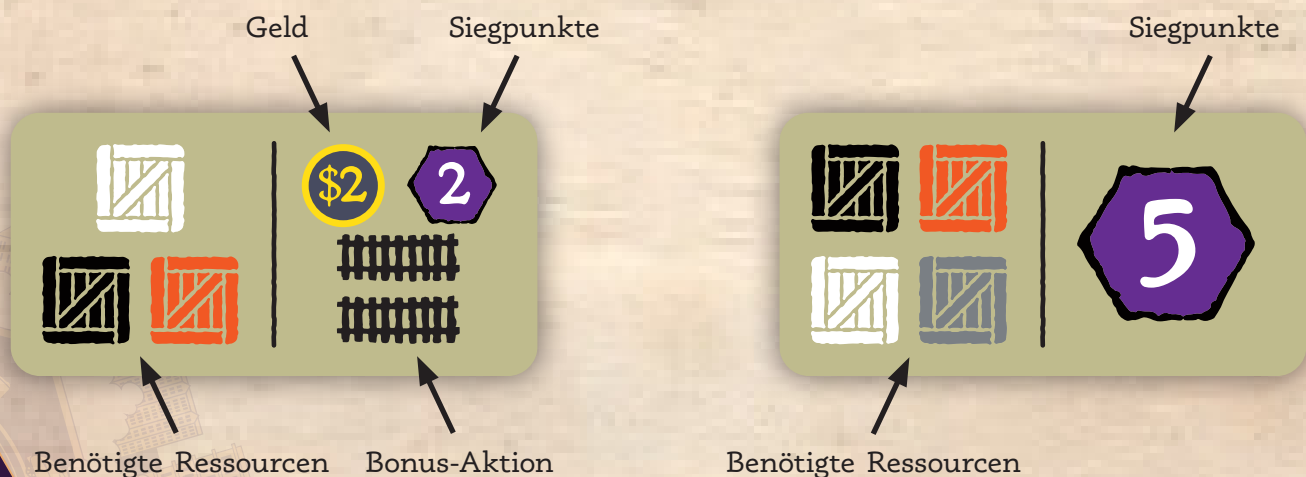 Geld Siegpunkte Siegpunkte
$2 2 5
Benötigte Ressourcen Bonus-Aktion Benötigte Ressourcen